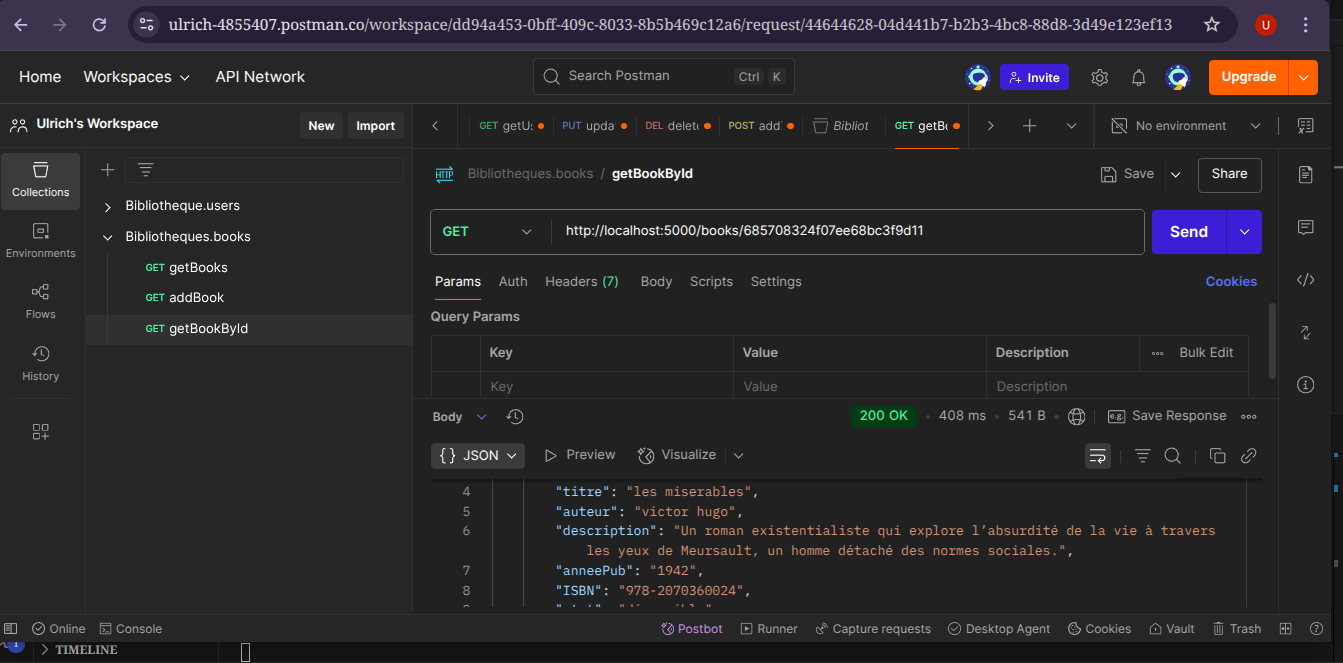 ulrich-4855407.postman.co/workspace/dd94a453-0bff-409c-8033-8b5b469c12a6/request/44644628-04d441b7-b2b3-4bc8-88d8-3d49e123ef13
U
Home Workspaces API Network Search Postman Ctrl K Invite Upgrade
Ulrich's Workspace New Import
GET getUs PUT upda DEL delete POST add Bibliot GET getBo No environment
Collections
Environments
Flows
History
Bibliotheque.users
Bibliotheques.books
GET getBooks
GET addBook
GET getBookById
HTTP Bibliotheques.books / getBookById Save Share
GET http://localhost:5000/books/685708324f07ee68bc3f9d11 Send
Params Auth Headers (7) Body Scripts Settings Cookies
Query Params
Key Value Description Bulk Edit
Key Value Description
Body 200 OK 408 ms 541 B e.g. Save Response
{} JSON Preview Visualize
4 "titre": "les miserables",
5 "auteur": "victor hugo",
6 "description": "Un roman existentialiste qui explore l’absurdité de la vie à travers
les yeux de Meursault, un homme détaché des normes sociales.",
7 "anneePub": "1942",
8 "ISBN": "978-2070360024",
Online Console Postbot Runner Capture requests Desktop Agent Cookies Vault Trash
1 TIMELINE